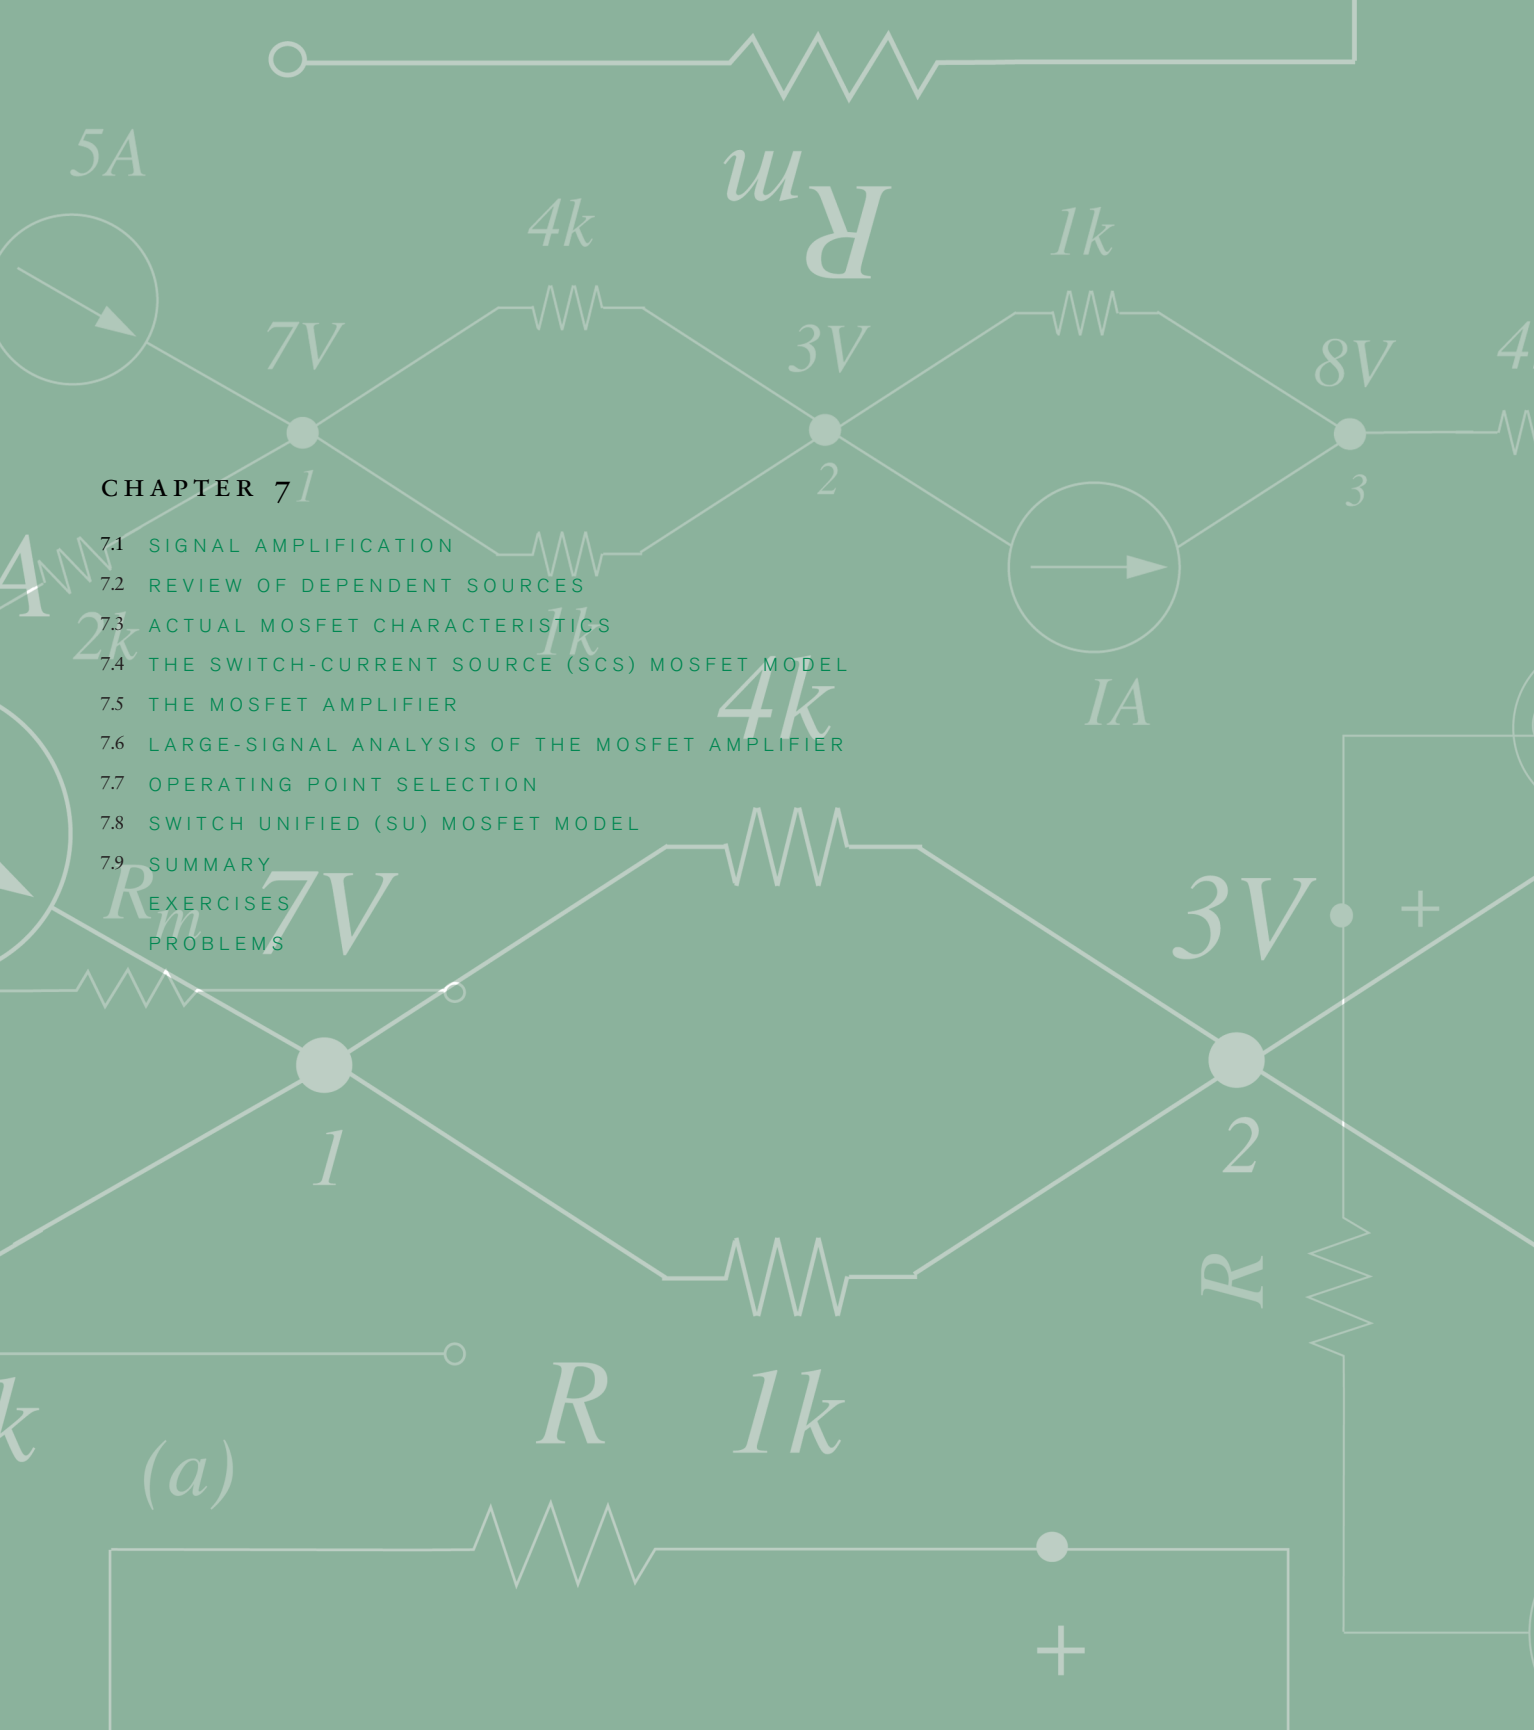 5A
m
R
4k
1k
7V
3V
8V
4
CHAPTER 7
1
2
3
7.1 SIGNAL AMPLIFICATION
7.2 REVIEW OF DEPENDENT SOURCES
A
7.3 ACTUAL MOSFET CHARACTERISTICS
2k
1k
7.4 THE SWITCH-CURRENT SOURCE (SCS) MOSFET MODEL
4k
1A
7.5 THE MOSFET AMPLIFIER
7.6 LARGE-SIGNAL ANALYSIS OF THE MOSFET AMPLIFIER
7.7 OPERATING POINT SELECTION
7.8 SWITCH UNIFIED (SU) MOSFET MODEL
7.9 SUMMARY
EXERCISES
PROBLEMS
Rm
7V
3V
+
1
2
R
R
1k
k
(a)
+